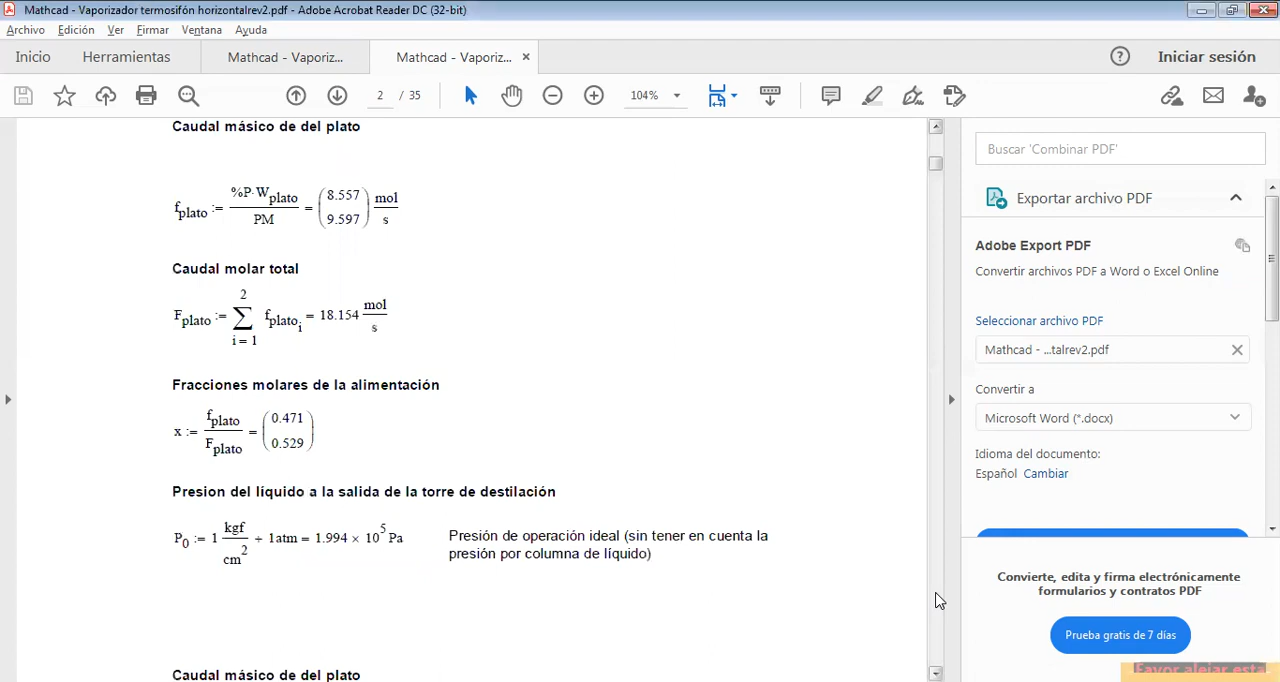 Mathcad - Vaporizador termosifón horizontalrev2.pdf - Adobe Acrobat Reader DC (32-bit)
Archivo Edición Ver Firmar Ventana Ayuda
Inicio Herramientas Mathcad - Vaporiz... Mathcad - Vaporiz... × ? Iniciar sesión
2 / 35 104%
Caudal másico de del plato
f_plato := %P·W_plato / PM = (8.557 9.597) mol/s
Caudal molar total
F_plato := ∑ i = 1 2 f_plato_i = 18.154 mol/s
Fracciones molares de la alimentación
x := f_plato / F_plato = (0.471 0.529)
Presion del líquido a la salida de la torre de destilación
P_0 := 1 kgf/cm^2 + 1atm = 1.994 × 10^5 Pa
Presión de operación ideal (sin tener en cuenta la
presión por columna de líquido)
Caudal másico de del plato
Buscar 'Combinar PDF'
Exportar archivo PDF
Adobe Export PDF
Convertir archivos PDF a Word o Excel Online
Seleccionar archivo PDF
Mathcad - ...talrev2.pdf
Convertir a
Microsoft Word (*.docx)
Idioma del documento:
Español Cambiar
Convierte, edita y firma electrónicamente
formularios y contratos PDF
Prueba gratis de 7 días
Favor alejar esta